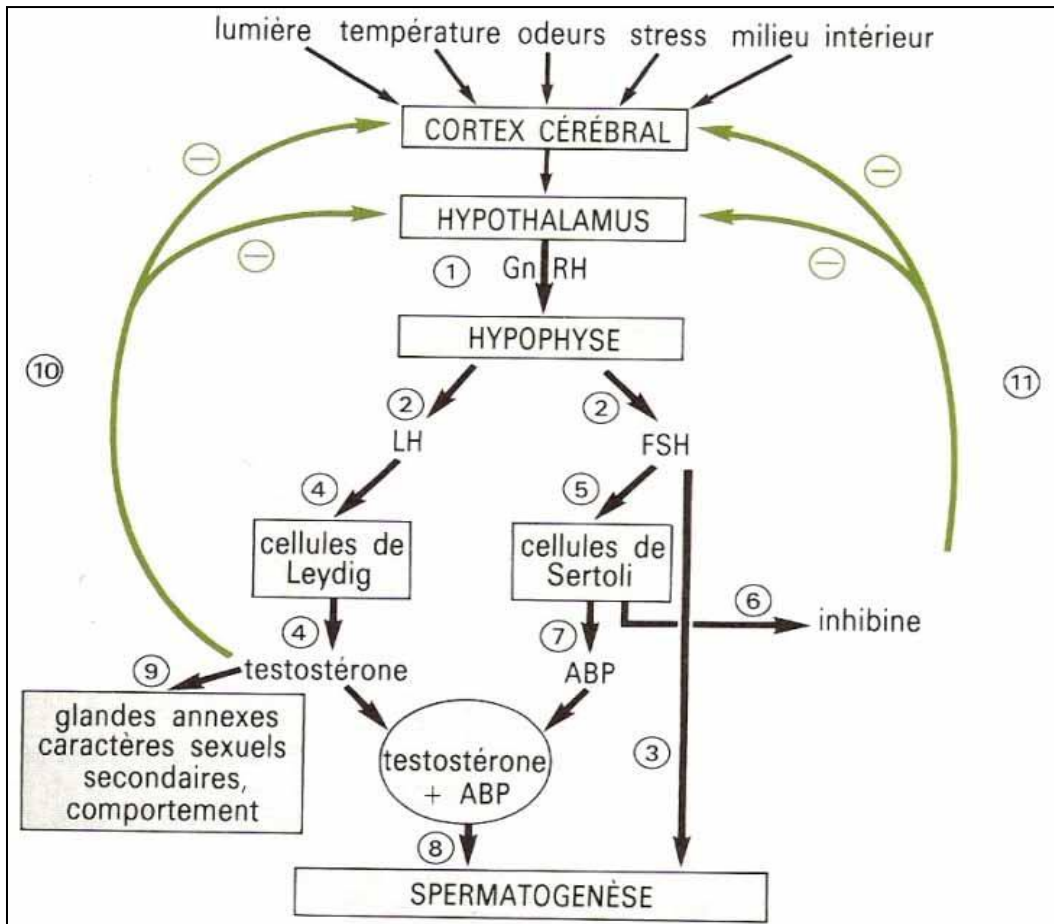 lumière température odeurs stress milieu intérieur
CORTEX CÉRÉBRAL
HYPOTHALAMUS
① Gn RH
HYPOPHYSE
⑩
⑪
② ②
LH FSH
④ ⑤
cellules de
Leydig
cellules de
Sertoli
⑥ inhibine
④ ⑦
⑨ testostérone ABP
glandes annexes
caractères sexuels
secondaires,
comportement
testostérone
+ ABP
③
⑧
SPERMATOGENÈSE